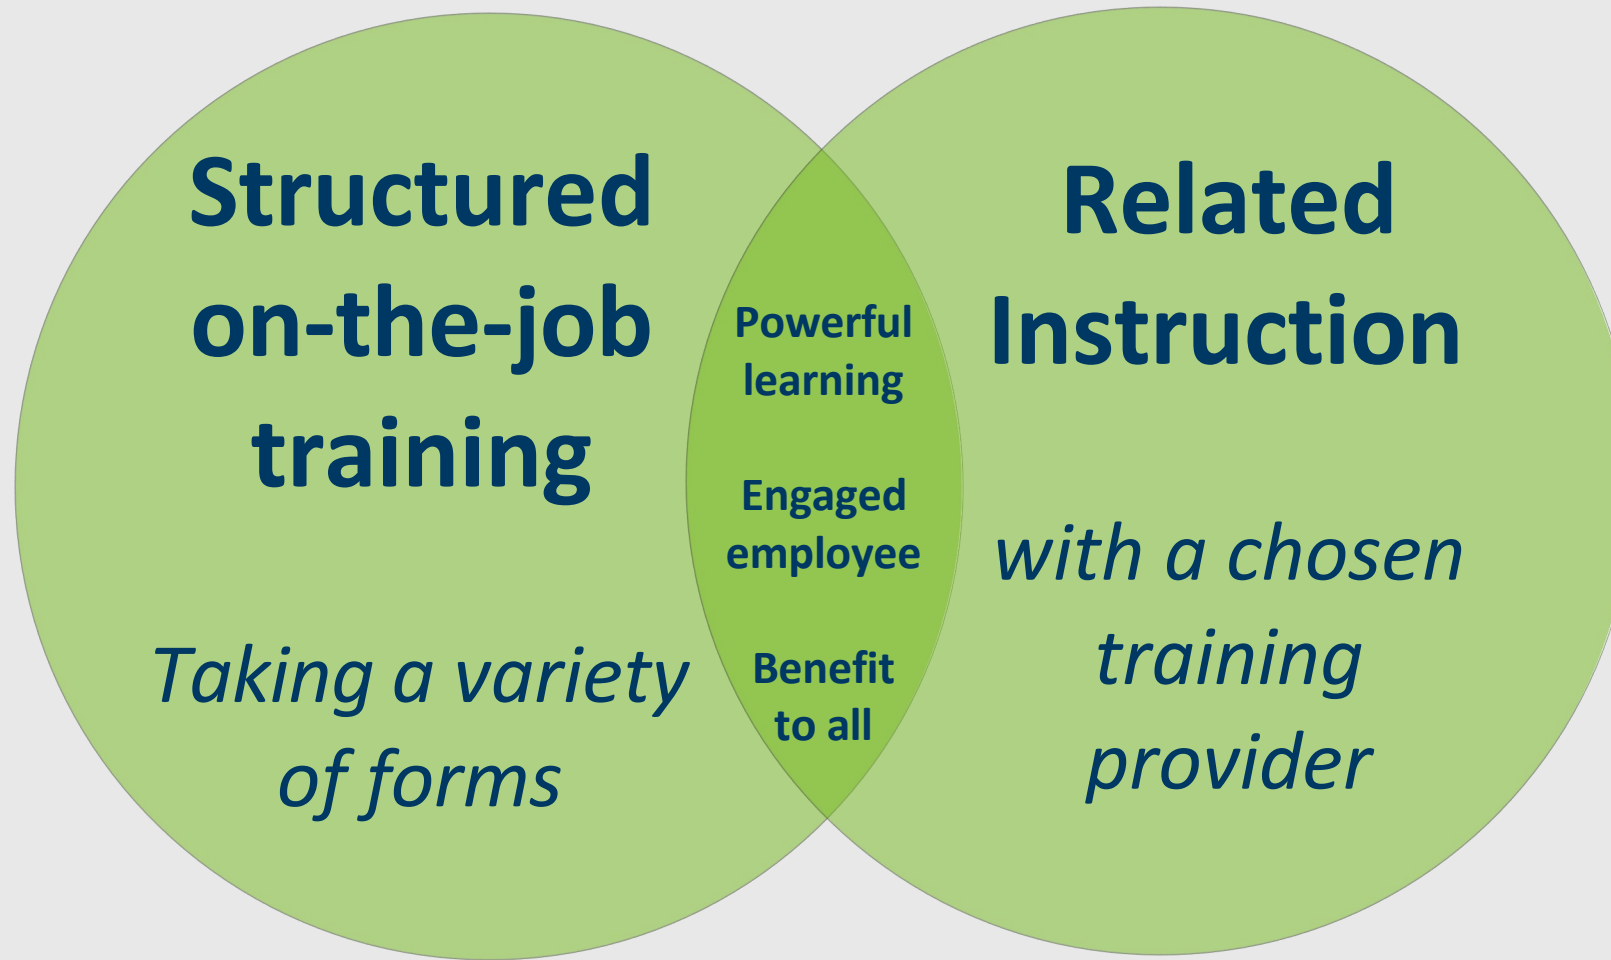 Structured
on-the-job
training
Taking a variety
of forms
Powerful
learning
Engaged
employee
Benefit
to all
Related
Instruction
with a chosen
training
provider